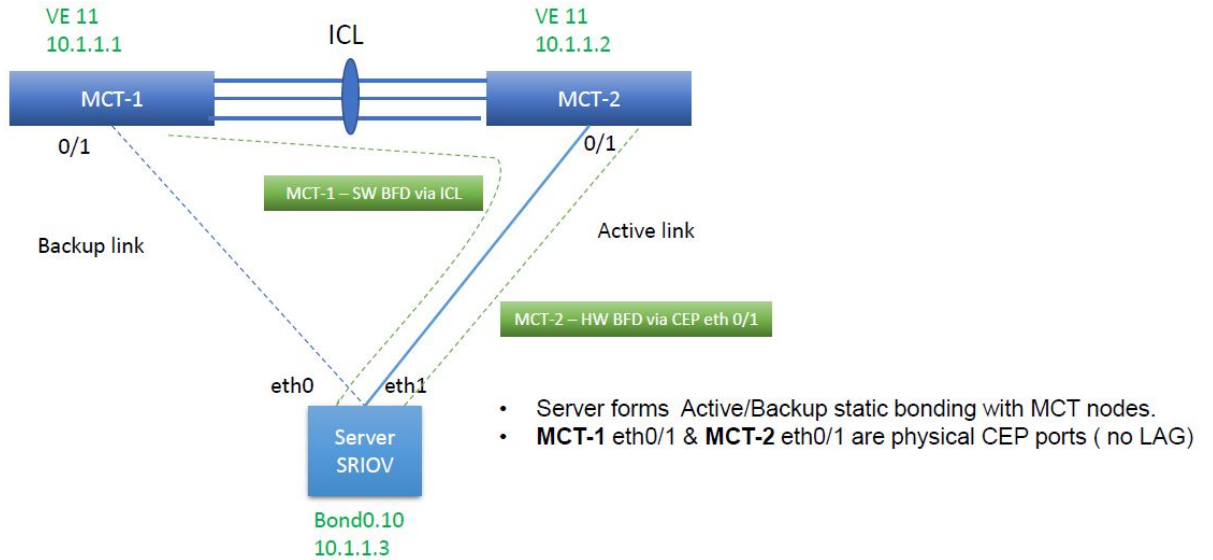 VE 11
10.1.1.1
ICL
VE 11
10.1.1.2
MCT-1
MCT-2
0/1
0/1
MCT-1 – SW BFD via ICL
Backup link
Active link
MCT-2 – HW BFD via CEP eth 0/1
eth0
eth1
Server
SRIOV
Bond0.10
10.1.1.3
• Server forms Active/Backup static bonding with MCT nodes.
• MCT-1 eth0/1 & MCT-2 eth0/1 are physical CEP ports ( no LAG)